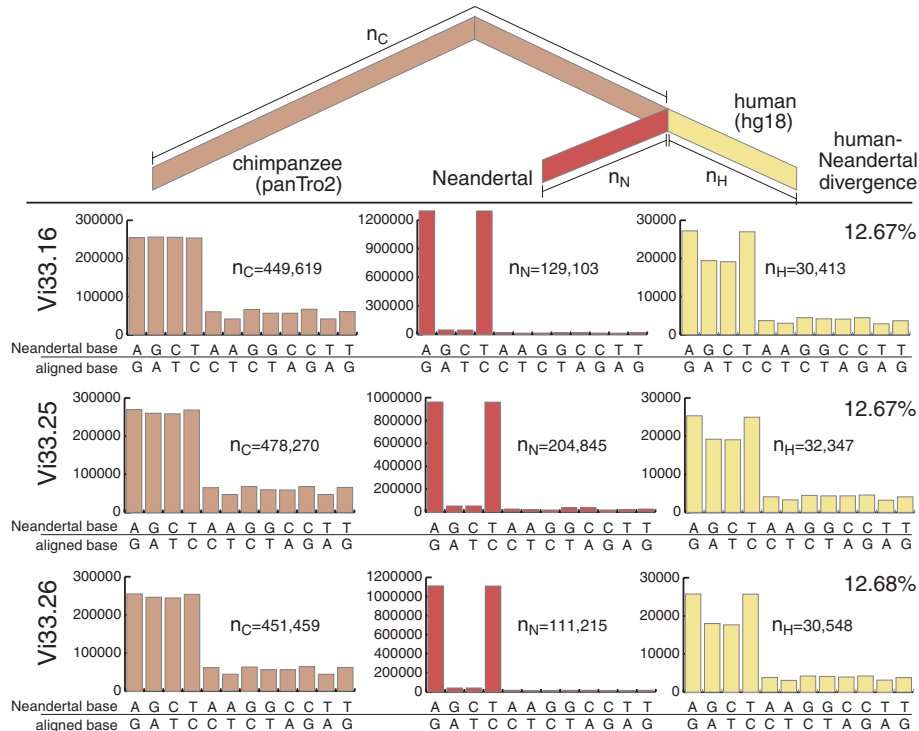 n_C
human
(hg18)
human-
Neandertal
divergence
chimpanzee
(panTro2)
Neandertal
n_N
n_H
Vi33.16
300000
200000
100000
0
n_C=449,619
1200000
900000
600000
300000
0
n_N=129,103
30000
20000
10000
0
n_H=30,413
12.67%
Neandertal base A G C T A A G G C C T T A G C T A A G G C C T T A G C T A A G G C C T T
aligned base G A T C C T C T A G A G G A T C C T C T A G A G G A T C C T C T A G A G
Vi33.25
300000
200000
100000
0
n_C=478,270
1000000
800000
600000
400000
200000
0
n_N=204,845
30000
20000
10000
0
n_H=32,347
12.67%
Neandertal base A G C T A A G G C C T T A G C T A A G G C C T T A G C T A A G G C C T T
aligned base G A T C C T C T A G A G G A T C C T C T A G A G G A T C C T C T A G A G
Vi33.26
300000
200000
100000
0
n_C=451,459
1200000
1000000
800000
600000
400000
200000
0
n_N=111,215
30000
20000
10000
0
n_H=30,548
12.68%
Neandertal base A G C T A A G G C C T T A G C T A A G G C C T T A G C T A A G G C C T T
aligned base G A T C C T C T A G A G G A T C C T C T A G A G G A T C C T C T A G A G